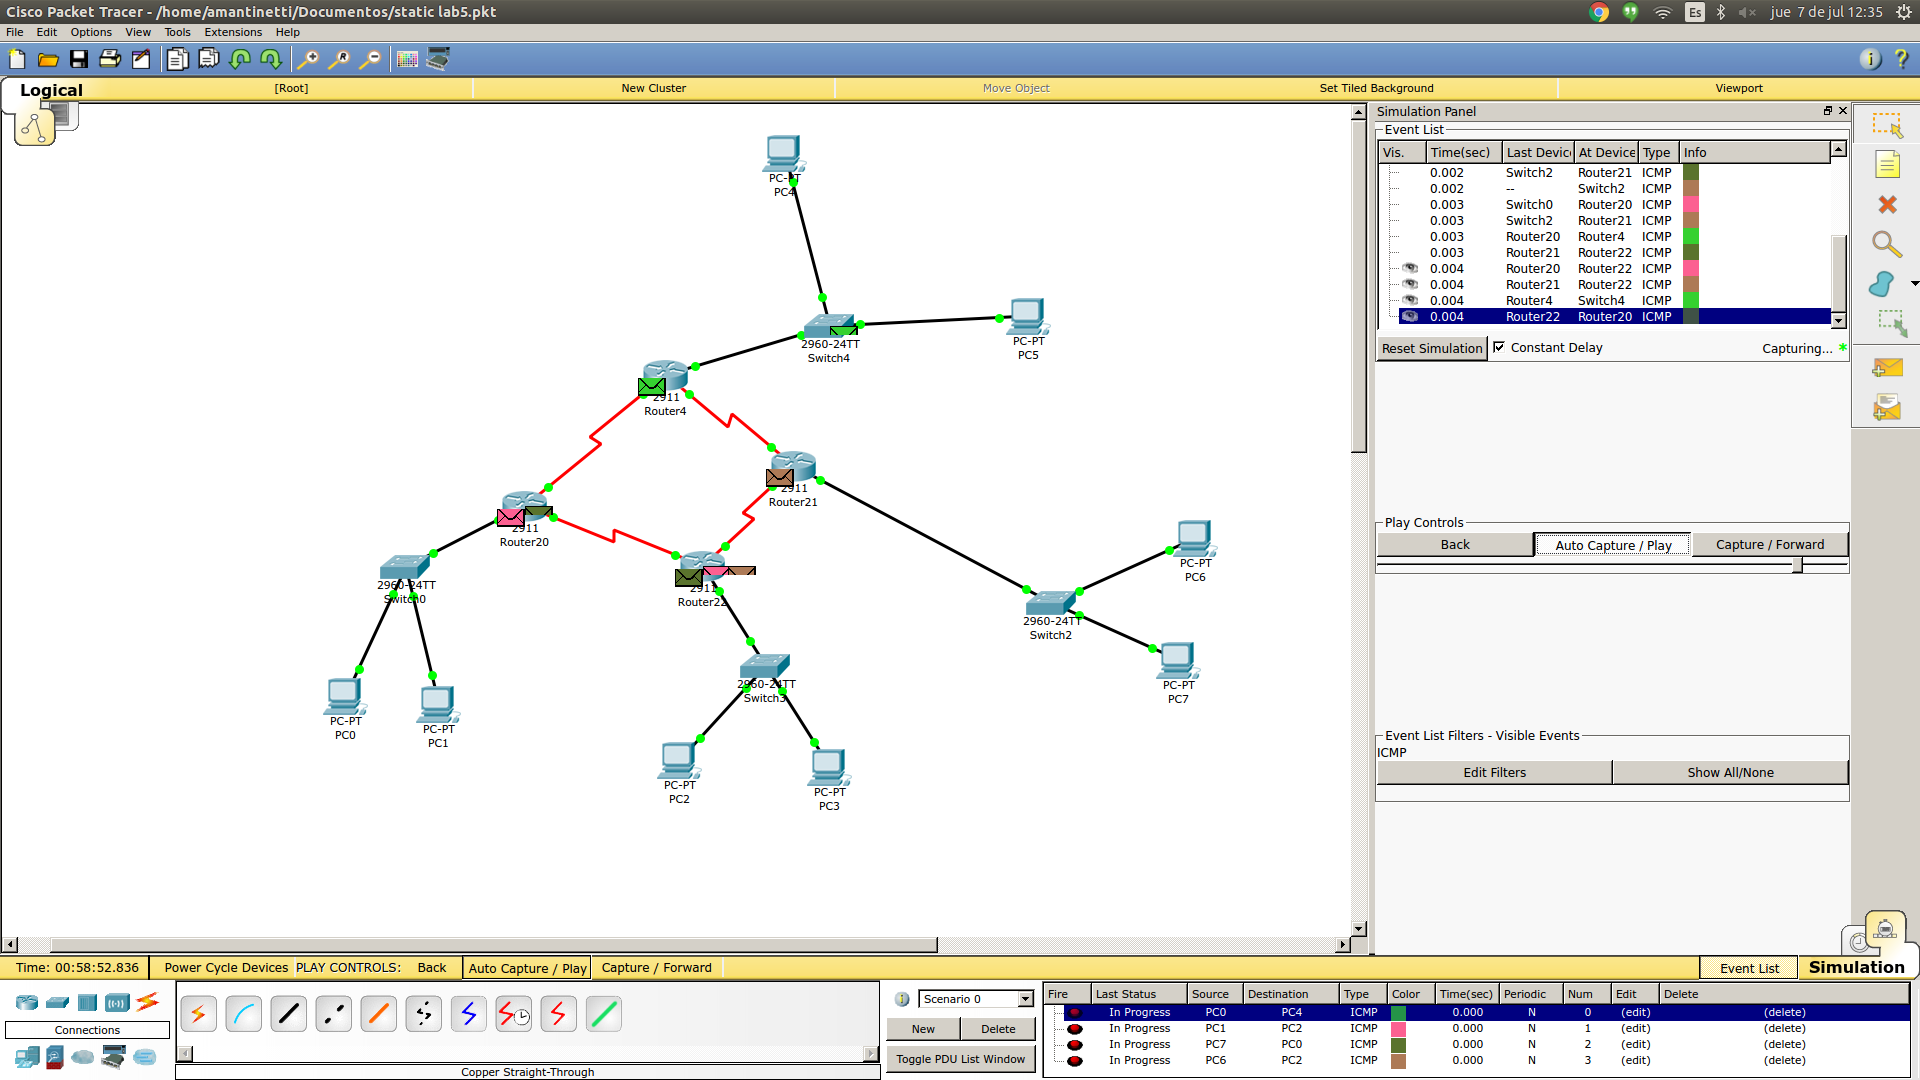 Cisco Packet Tracer - /home/amantinetti/Documentos/static lab5.pkt
Es
jue 7 de jul 12:35
File Edit Options View Tools Extensions Help
Logical
[Root]
New Cluster
Move Object
Set Tiled Background
Viewport
PC-PT
PC4
2960-24TT
Switch4
PC-PT
PC5
2911
Router4
2911
Router21
2911
Router20
2911
Router22
2960-24TT
Switch0
PC-PT
PC0
PC-PT
PC1
2960-24TT
Switch3
PC-PT
PC2
PC-PT
PC3
2960-24TT
Switch2
PC-PT
PC6
PC-PT
PC7
Simulation Panel
Event List
Vis. Time(sec) Last Devic At Device Type Info
0.002 Switch2 Router21 ICMP
0.002 -- Switch2 ICMP
0.003 Switch0 Router20 ICMP
0.003 Switch2 Router21 ICMP
0.003 Router20 Router4 ICMP
0.003 Router21 Router22 ICMP
0.004 Router20 Router22 ICMP
0.004 Router21 Router22 ICMP
0.004 Router4 Switch4 ICMP
0.004 Router22 Router20 ICMP
Reset Simulation Constant Delay Capturing... *
Play Controls
Back Auto Capture / Play Capture / Forward
Event List Filters - Visible Events
ICMP
Edit Filters Show All/None
Time: 00:58:52.836 Power Cycle Devices PLAY CONTROLS: Back Auto Capture / Play Capture / Forward
Event List Simulation
Connections
Copper Straight-Through
Scenario 0
New Delete
Toggle PDU List Window
Fire Last Status Source Destination Type Color Time(sec) Periodic Num Edit Delete
In Progress PC0 PC4 ICMP 0.000 N 0 (edit) (delete)
In Progress PC1 PC2 ICMP 0.000 N 1 (edit) (delete)
In Progress PC7 PC0 ICMP 0.000 N 2 (edit) (delete)
In Progress PC6 PC2 ICMP 0.000 N 3 (edit) (delete)